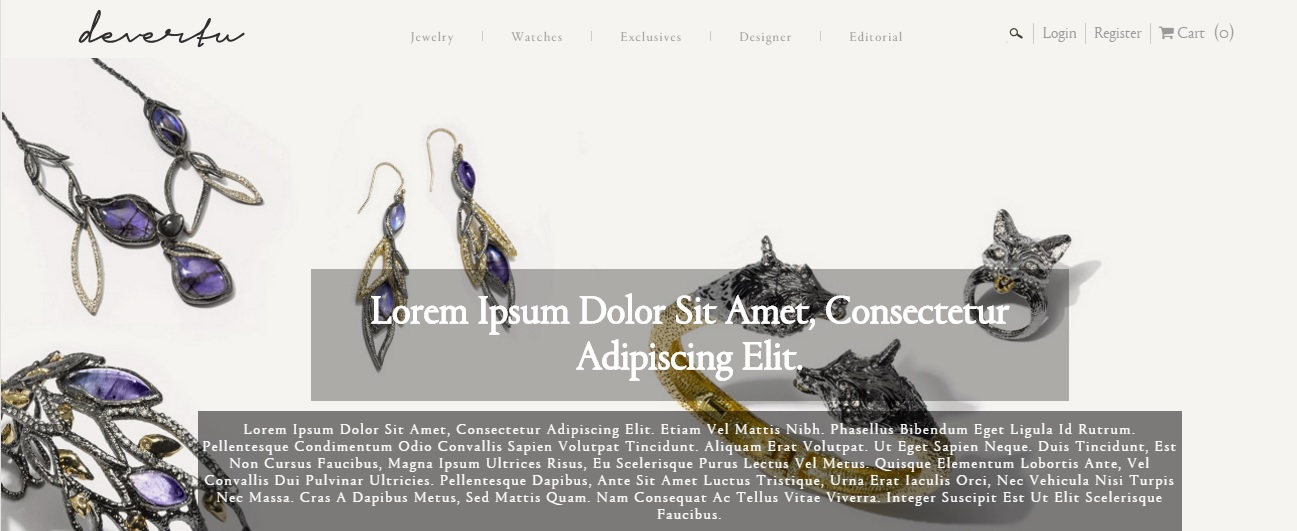 devertu
Jewelry
Watches
Exclusives
Designer
Editorial
Login
Register
Cart (0)
Lorem Ipsum Dolor Sit Amet, Consectetur
Adipiscing Elit.
Lorem Ipsum Dolor Sit Amet, Consectetur Adipiscing Elit. Etiam Vel Mattis Nibh. Phasellus Bibendum Eget Ligula Id Rutrum.
Pellentesque Condimentum Odio Convallis Sapien Volutpat Tincidunt. Aliquam Erat Volutpat. Ut Eget Sapien Neque. Duis Tincidunt, Est
Non Cursus Faucibus, Magna Ipsum Ultrices Risus, Eu Scelerisque Purus Lectus Vel Metus. Quisque Elementum Lobortis Ante, Vel
Convallis Dui Pulvinar Ultricies. Pellentesque Dapibus, Ante Sit Amet Luctus Tristique, Urna Erat Iaculis Orci, Nec Vehicula Nisi Turpis
Nec Massa. Cras A Dapibus Metus, Sed Mattis Quam. Nam Consequat Ac Tellus Vitae Viverra. Integer Suscipit Est Ut Elit Scelerisque
Faucibus.